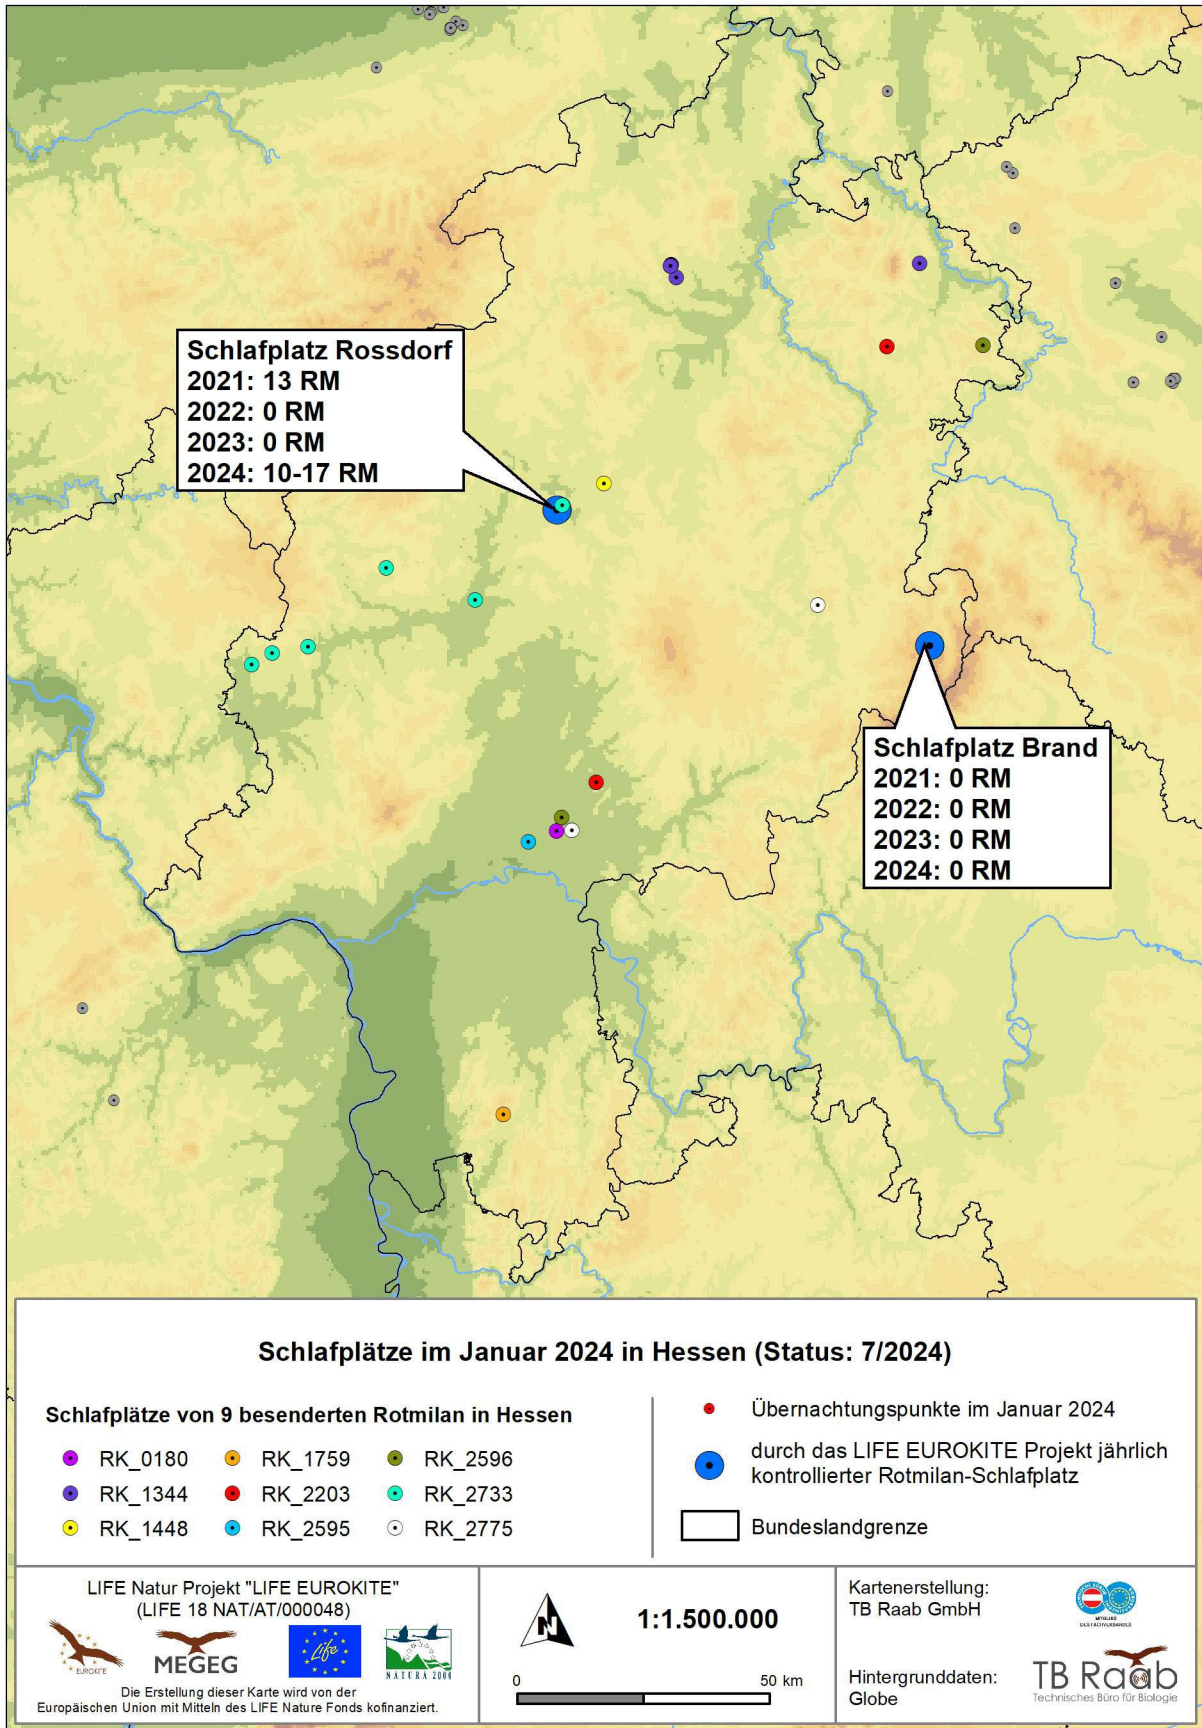 Schlafplatz Rossdorf
2021: 13 RM
2022: 0 RM
2023: 0 RM
2024: 10-17 RM
Schlafplatz Brand
2021: 0 RM
2022: 0 RM
2023: 0 RM
2024: 0 RM
Schlafplätze im Januar 2024 in Hessen (Status: 7/2024)
Schlafplätze von 9 besenderten Rotmilan in Hessen
RK_0180
RK_1759
RK_2596
RK_1344
RK_2203
RK_2733
RK_1448
RK_2595
RK_2775
Übernachtungspunkte im Januar 2024
durch das LIFE EUROKITE Projekt jährlich
kontrollierter Rotmilan-Schlafplatz
Bundeslandgrenze
LIFE Natur Projekt "LIFE EUROKITE"
(LIFE 18 NAT/AT/000048)
EUROKITE
MEGEG
Life
NATURA 2000
Die Erstellung dieser Karte wird von der
Europäischen Union mit Mitteln des LIFE Nature Fonds kofinanziert.
N
1:1.500.000
0 50 km
Kartenerstellung:
TB Raab GmbH
MITGLIED
Hintergrunddaten:
Globe
TB Raab
Technisches Büro für Biologie